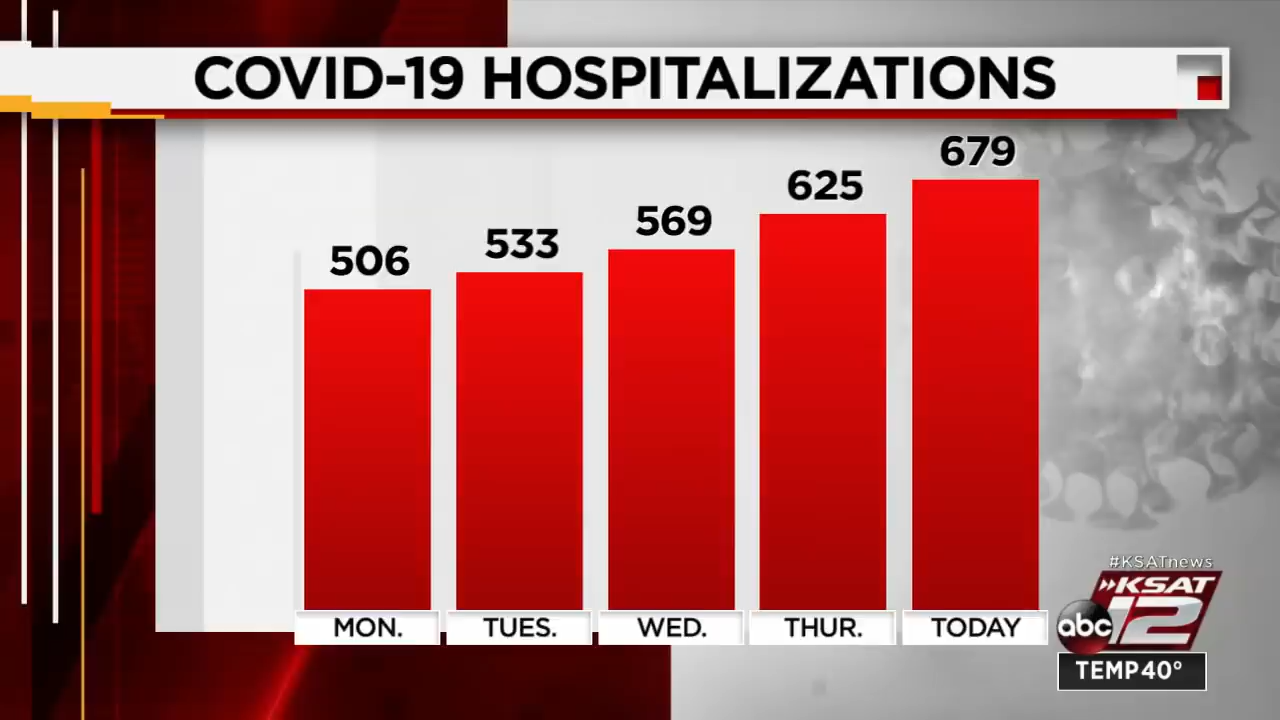 COVID-19 HOSPITALIZATIONS
506
533
569
625
679
MON.
TUES.
WED.
THUR.
TODAY
#KSATnews
KSAT
abc 12
TEMP 40°